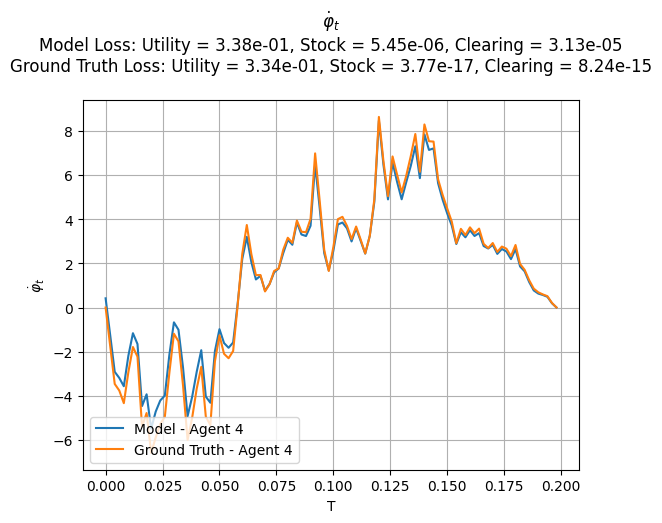 φ̇ₜ
Model Loss: Utility = 3.38e-01, Stock = 5.45e-06, Clearing = 3.13e-05
Ground Truth Loss: Utility = 3.34e-01, Stock = 3.77e-17, Clearing = 8.24e-15
8
6
4
2
0
−2
−4
−6
φ̇ₜ
Model - Agent 4
Ground Truth - Agent 4
0.000 0.025 0.050 0.075 0.100 0.125 0.150 0.175 0.200
T